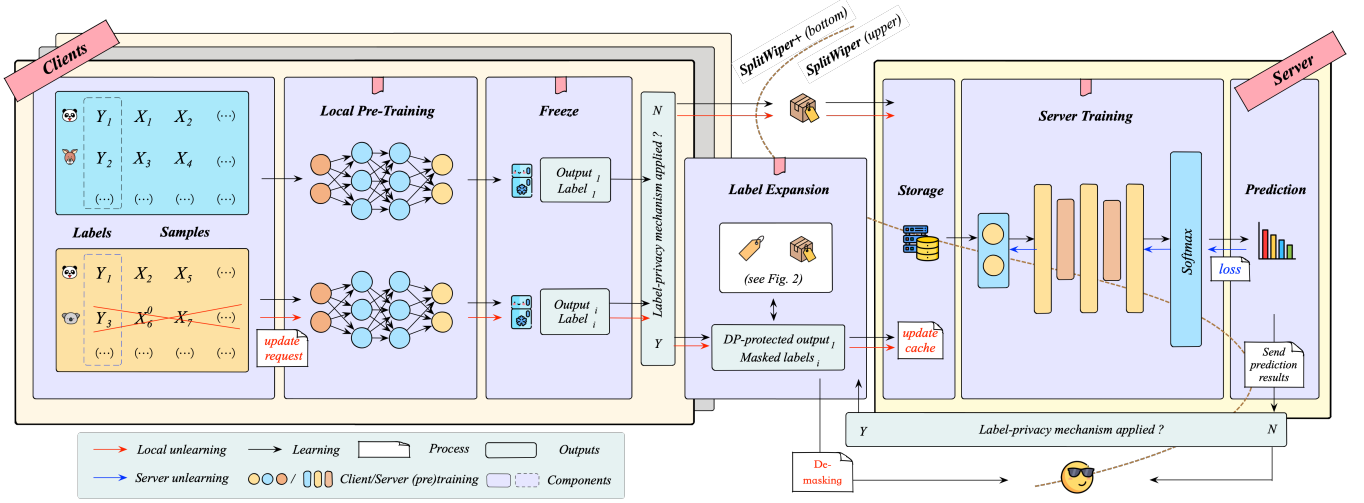 Clients
SplitWiper+ (bottom)
SplitWiper (upper)
Server
Y1 X1 X2 (...)
Y2 X3 X4 (...)
(...) (...) (...) (...)
Labels Samples
Y1 X2 X5 (...)
Y3 X6^0 X7 (...)
(...) (...) (...) (...)
update
request
Local Pre-Training
Freeze
Output 1
Label 1
Output i
Label i
N
Label-privacy mechanism applied ?
Y
Label Expansion
(see Fig. 2)
DP-protected output 1
Masked labels i
Storage
update
cache
Server Training
Softmax
Prediction
loss
Send
prediction
results
Y Label-privacy mechanism applied ? N
De-
masking
Local unlearning Learning Process Outputs
Server unlearning / Client/Server (pre)training Components